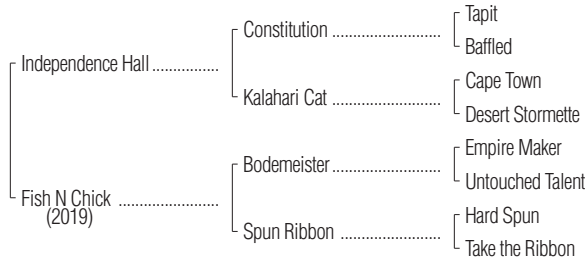 Tapit
Constitution
Baffled
Independence Hall
Cape Town
Kalahari Cat
Desert Stormette
Empire Maker
Bodemeister
Untouched Talent
Fish N Chick
(2019)
Hard Spun
Spun Ribbon
Take the Ribbon